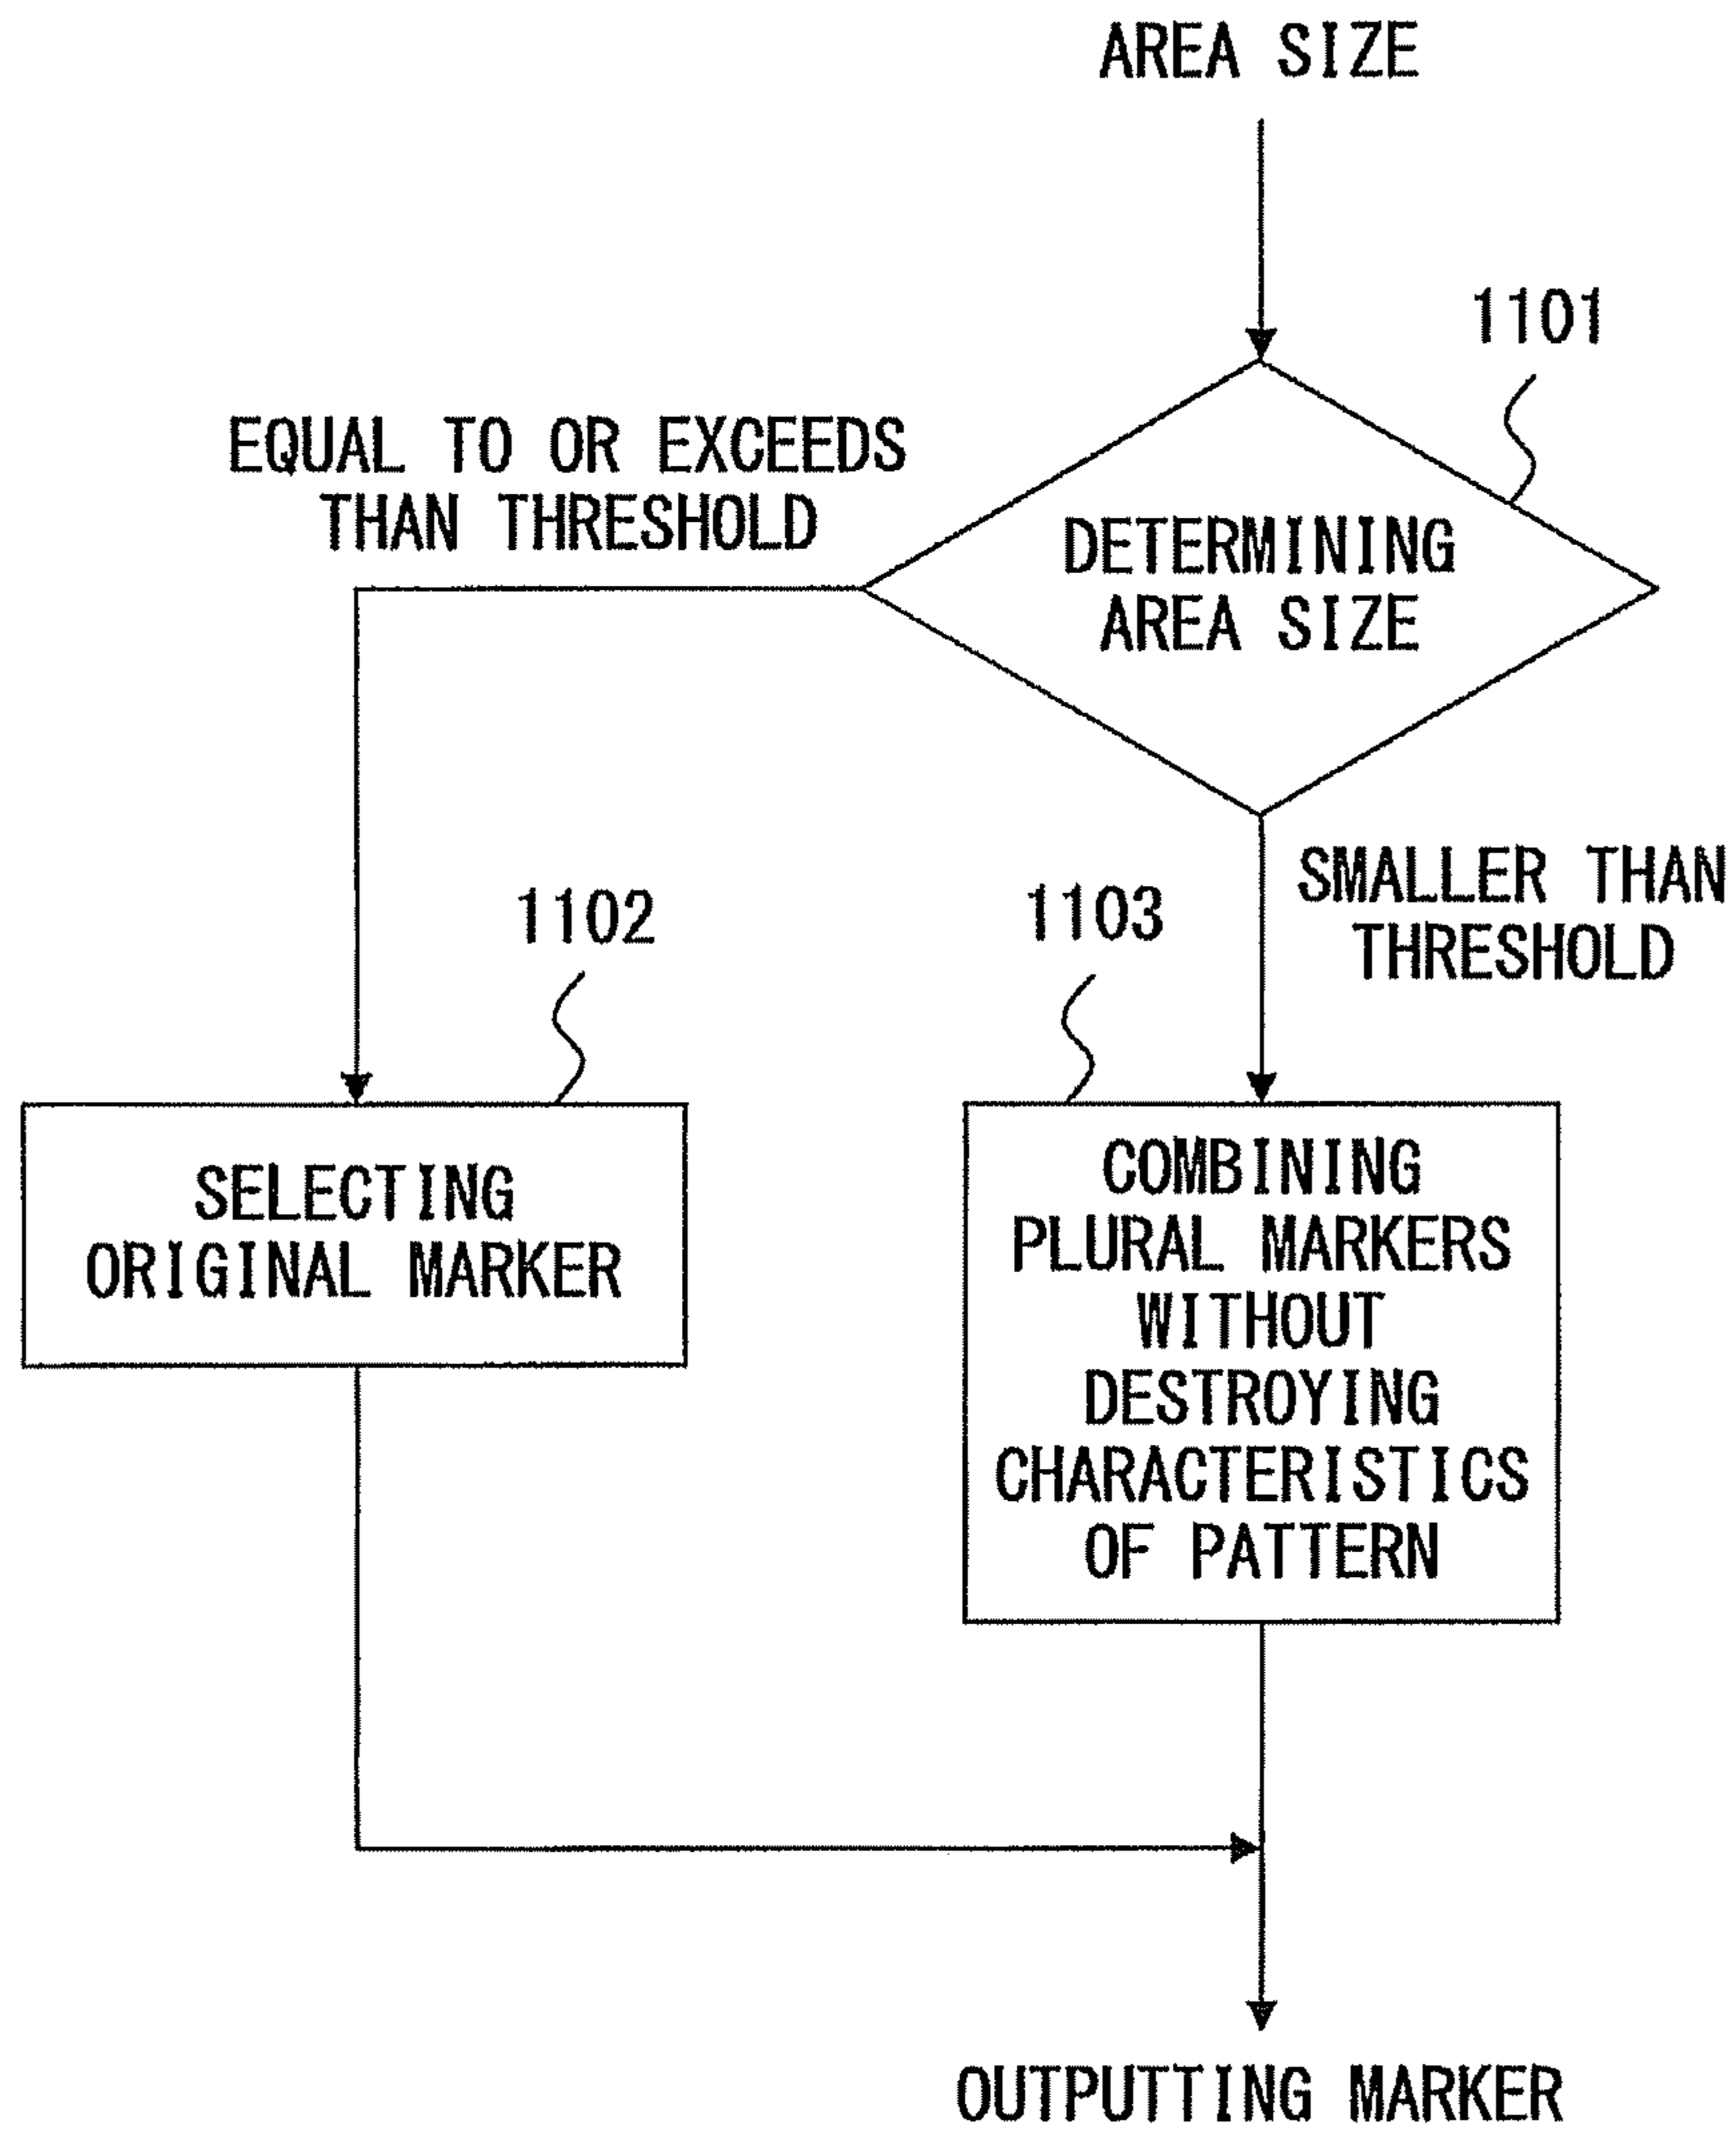 AREA SIZE
1101
EQUAL TO OR EXCEEDS
THAN THRESHOLD
DETERMINING
AREA SIZE
SMALLER THAN
THRESHOLD
1102
1103
SELECTING
ORIGINAL MARKER
COMBINING
PLURAL MARKERS
WITHOUT
DESTROYING
CHARACTERISTICS
OF PATTERN
OUTPUTTING MARKER